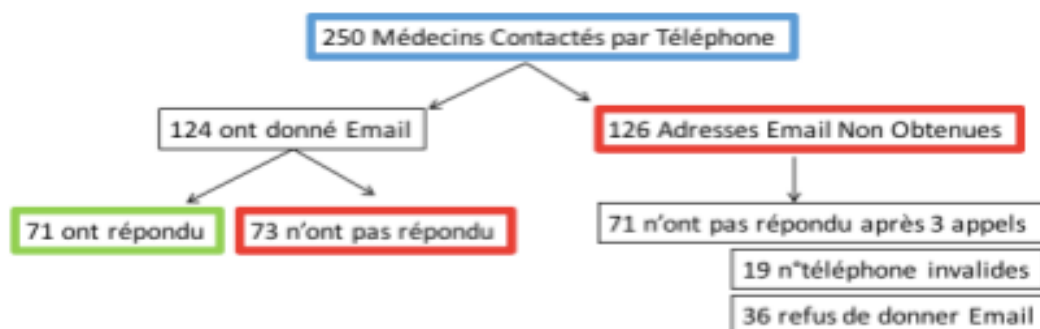 250 Médecins Contactés par Téléphone
124 ont donné Email
126 Adresses Email Non Obtenues
71 ont répondu
73 n'ont pas répondu
71 n'ont pas répondu après 3 appels
19 n°téléphone invalides
36 refus de donner Email